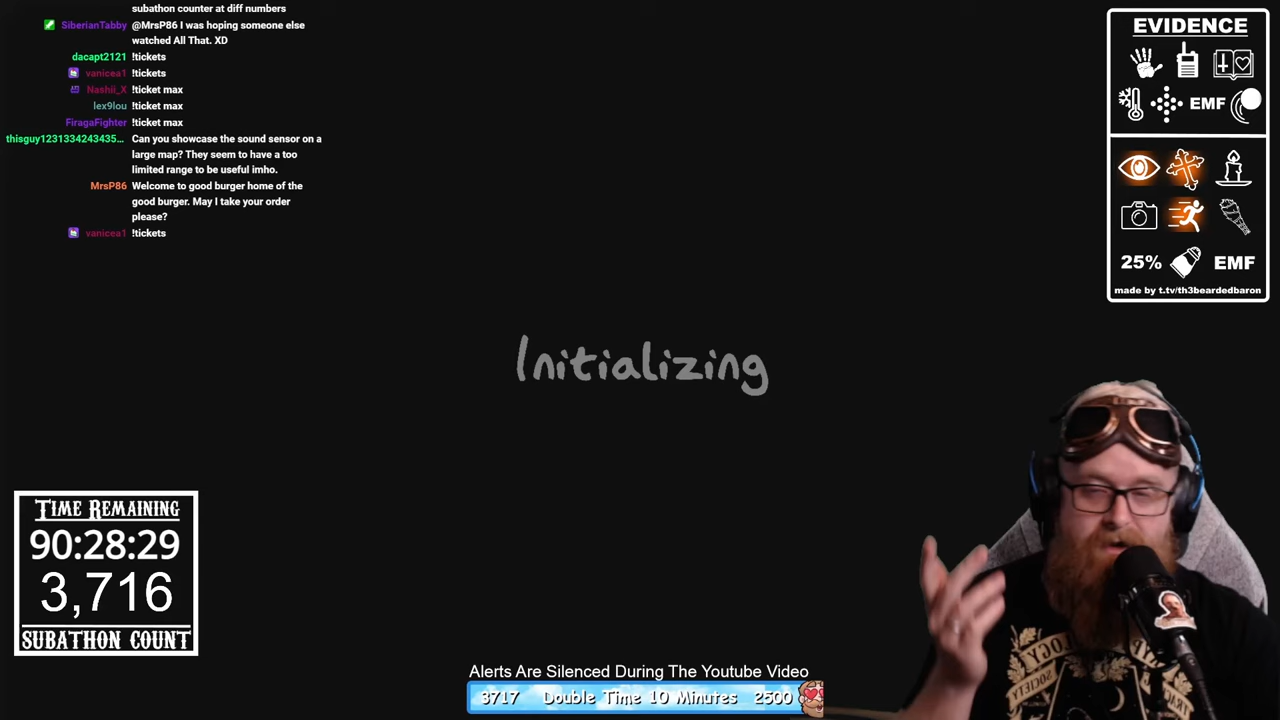 subathon counter at diff numbers
SiberianTabby @MrsP86 I was hoping someone else
watched All That. XD
dacapt2121 !tickets
vanicea1 !tickets
Nashii_X !ticket max
lex9lou !ticket max
FiragaFighter !ticket max
thisguy1231334243435... Can you showcase the sound sensor on a
large map? They seem to have a too
limited range to be useful imho.
MrsP86 Welcome to good burger home of the
good burger. May I take your order
please?
vanicea1 !tickets
EVIDENCE
EMF
25% EMF
made by t.tv/th3beardedbaron
Initializing
TIME REMAINING
90:28:29
3,716
SUBATHON COUNT
Alerts Are Silenced During The Youtube Video
3717 Double Time 10 Minutes 2500